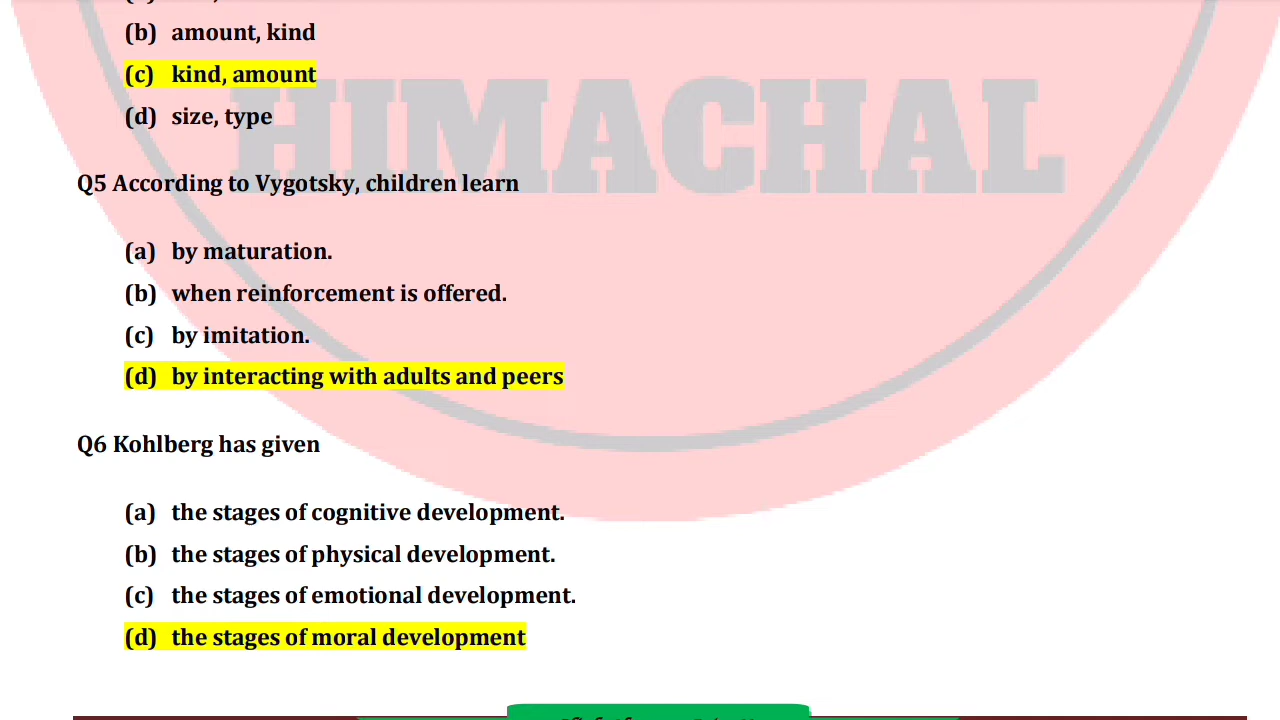 (b) amount, kind
(c) kind, amount
(d) size, type
HIMACHAL
Q5 According to Vygotsky, children learn
(a) by maturation.
(b) when reinforcement is offered.
(c) by imitation.
(d) by interacting with adults and peers
Q6 Kohlberg has given
(a) the stages of cognitive development.
(b) the stages of physical development.
(c) the stages of emotional development.
(d) the stages of moral development